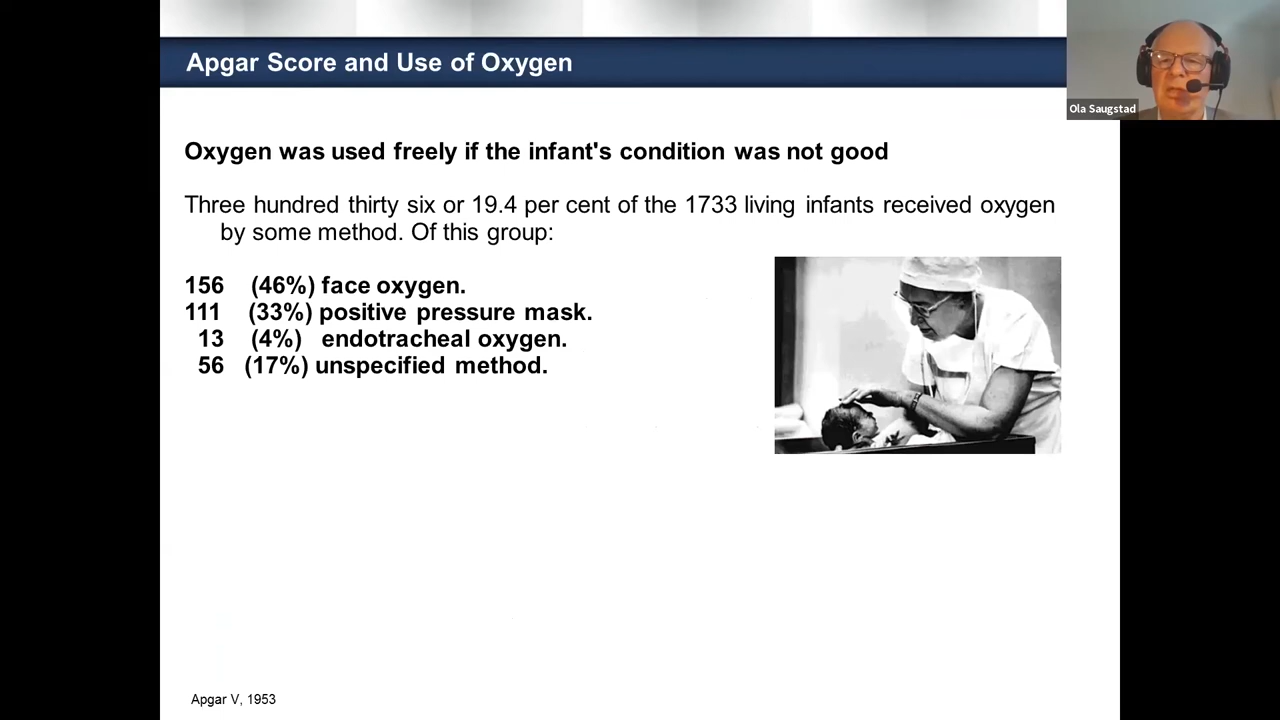 Apgar Score and Use of Oxygen
Ola Saugstad
Oxygen was used freely if the infant's condition was not good
Three hundred thirty six or 19.4 per cent of the 1733 living infants received oxygen
by some method. Of this group:
156 (46%) face oxygen.
111 (33%) positive pressure mask.
13 (4%) endotracheal oxygen.
56 (17%) unspecified method.
Apgar V, 1953